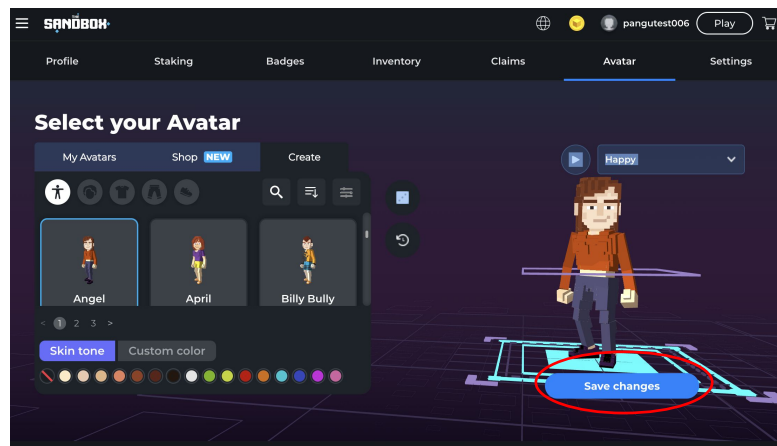 THE
SANDBOX
pangutest006
Play
Profile
Staking
Badges
Inventory
Claims
Avatar
Settings
Select your Avatar
My Avatars
Shop NEW
Create
Happy
Angel
April
Billy Bully
< 1 2 3 >
Skin tone
Custom color
Save changes